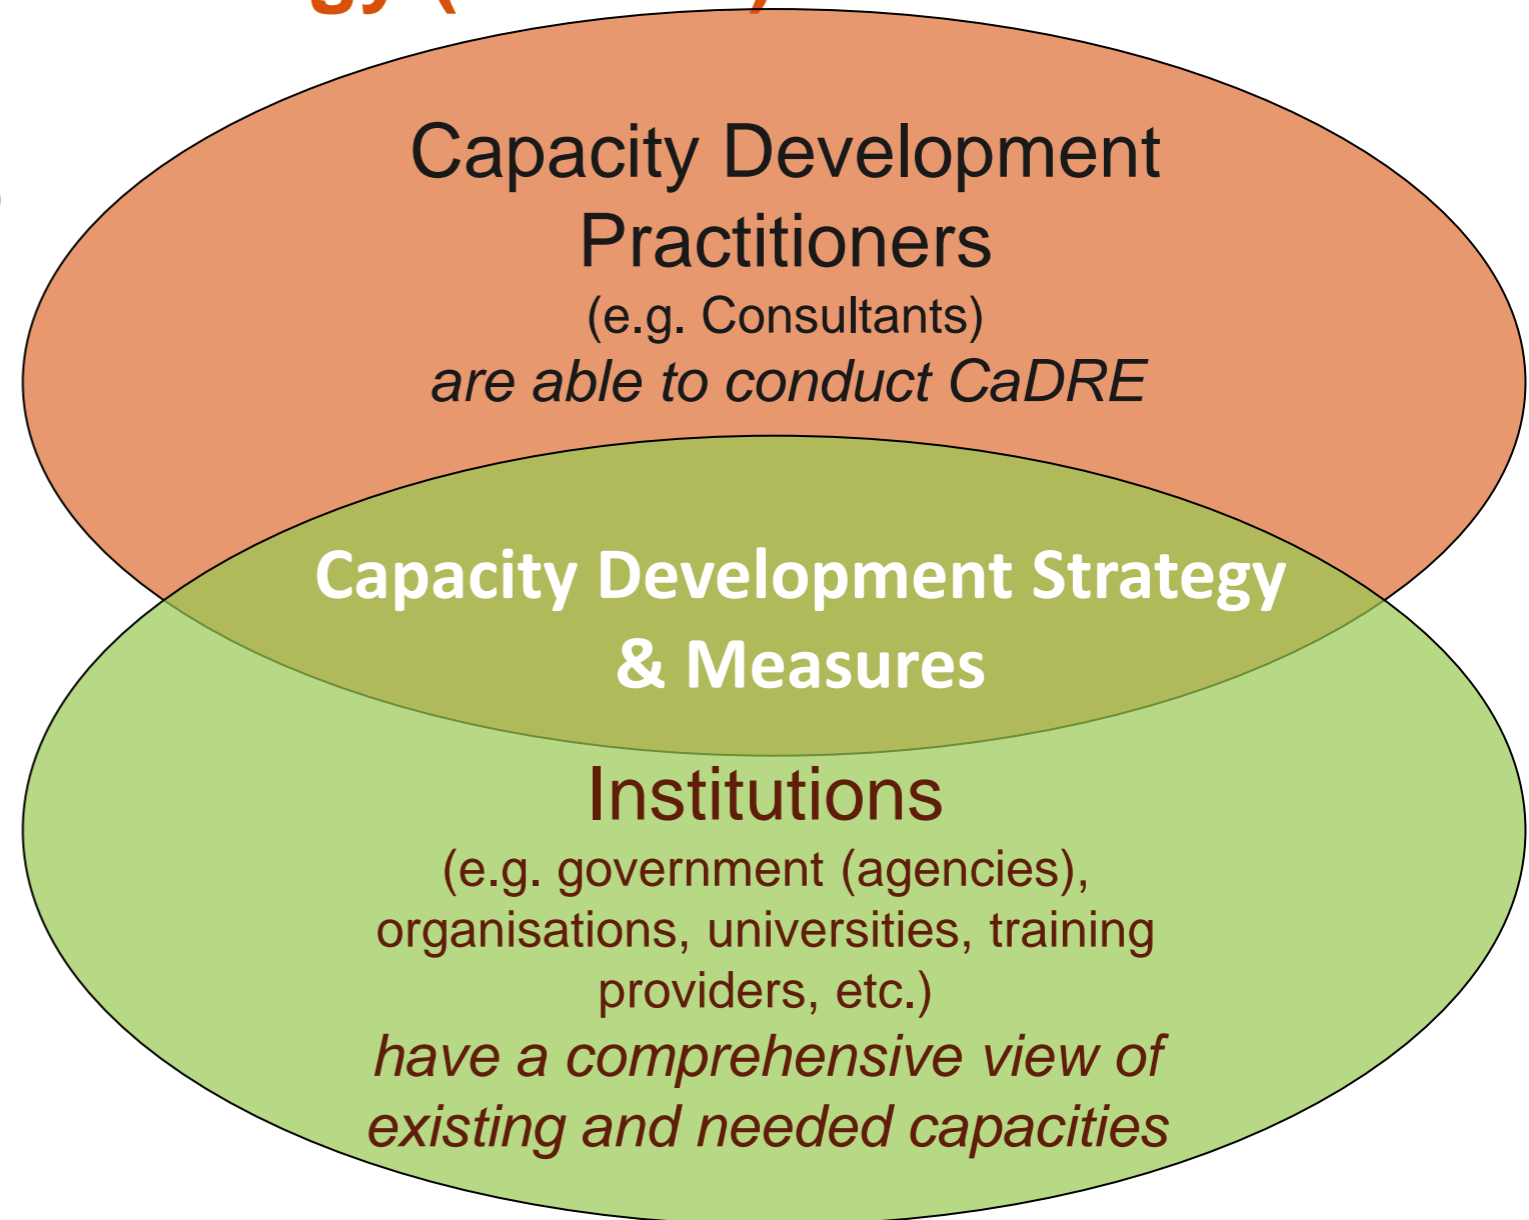 Capacity Development
Practitioners
(e.g. Consultants)
are able to conduct CaDRE
Capacity Development Strategy
& Measures
Institutions
(e.g. government (agencies),
organisations, universities, training
providers, etc.)
have a comprehensive view of
existing and needed capacities